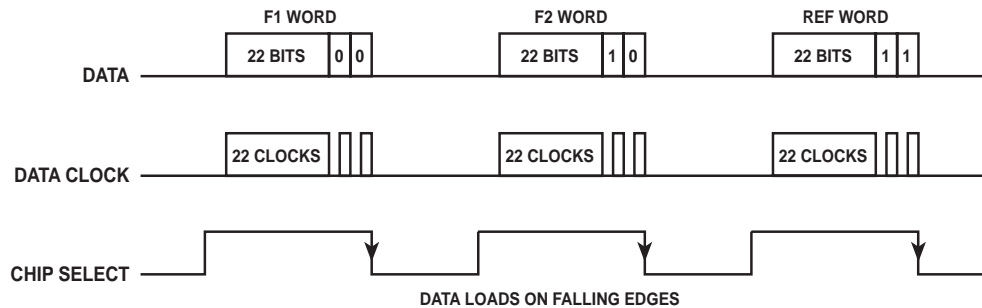 F1 WORD F2 WORD REF WORD
DATA 22 BITS 0 0 22 BITS 1 0 22 BITS 1 1
DATA CLOCK 22 CLOCKS 22 CLOCKS 22 CLOCKS
CHIP SELECT
DATA LOADS ON FALLING EDGES